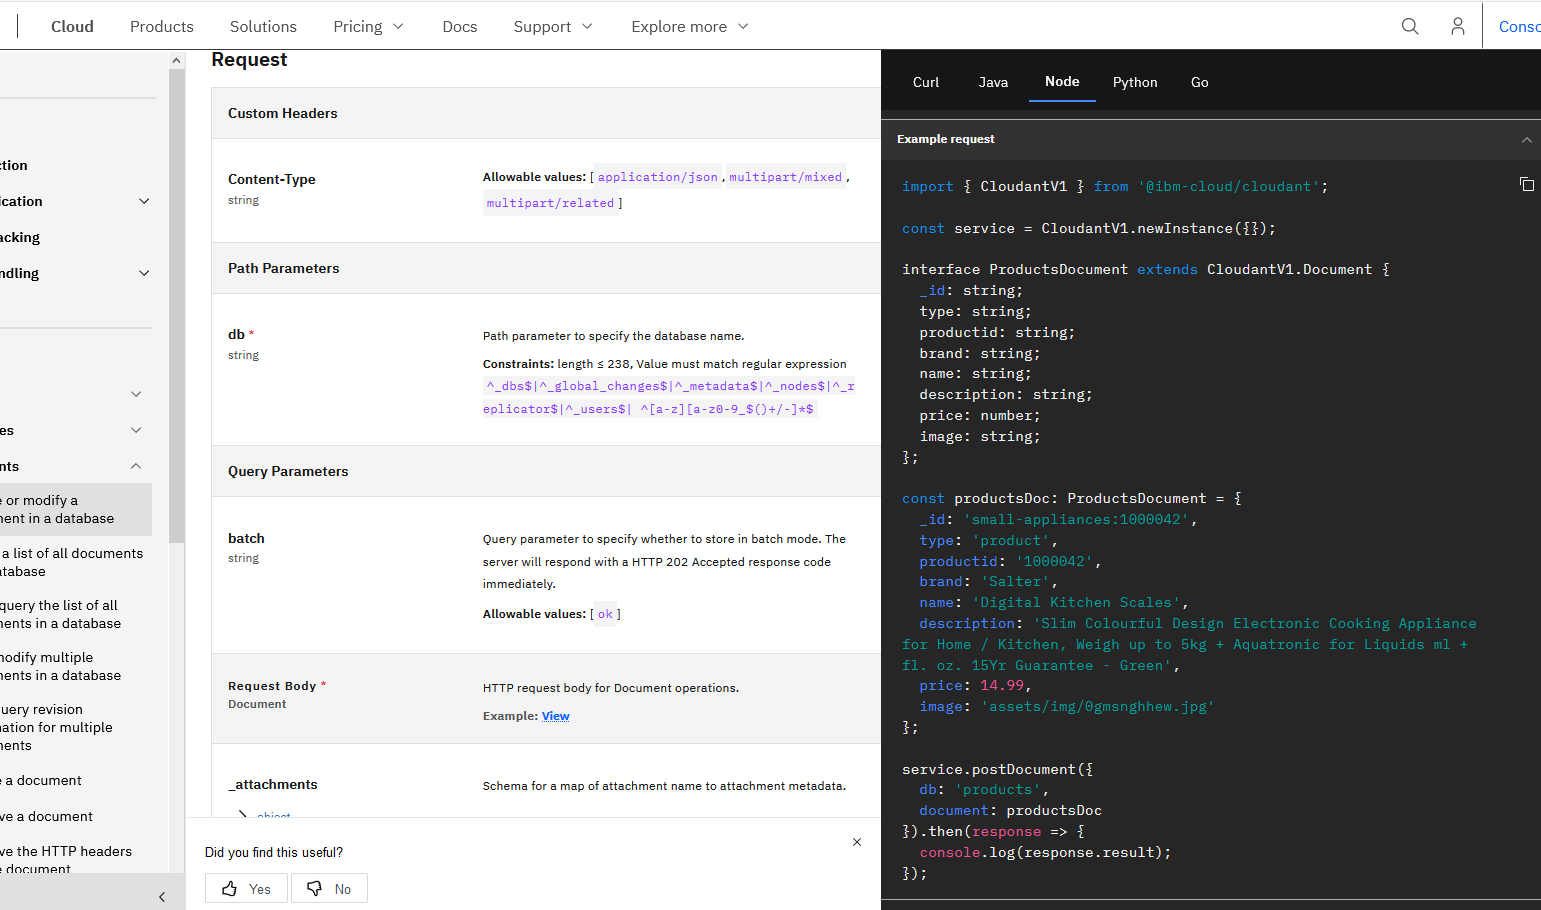 Cloud
Products
Solutions
Pricing
Docs
Support
Explore more
ction
ication
acking
ndling
es
nts
e or modify a
nent in a database
a list of all documents
atabase
query the list of all
nents in a database
nodify multiple
nents in a database
uery revision
nation for multiple
nents
e a document
ve a document
ve the HTTP headers
e document
Request
Custom Headers
Content-Type
string
Allowable values: [ application/json , multipart/mixed ,
multipart/related ]
Path Parameters
db *
string
Path parameter to specify the database name.
Constraints: length ≤ 238, Value must match regular expression
^_dbs$|^_global_changes$|^_metadata$|^_nodes$|^_r
eplicator$|^_users$| ^[a-z][a-z0-9_$()+/-]*$
Query Parameters
batch
string
Query parameter to specify whether to store in batch mode. The
server will respond with a HTTP 202 Accepted response code
immediately.
Allowable values: [ ok ]
Request Body *
Document
HTTP request body for Document operations.
Example: View
_attachments
object
Schema for a map of attachment name to attachment metadata.
Did you find this useful?
Yes
No
Curl
Java
Node
Python
Go
Example request
import { CloudantV1 } from '@ibm-cloud/cloudant';
const service = CloudantV1.newInstance({});
interface ProductsDocument extends CloudantV1.Document {
_id: string;
type: string;
productid: string;
brand: string;
name: string;
description: string;
price: number;
image: string;
};
const productsDoc: ProductsDocument = {
_id: 'small-appliances:1000042',
type: 'product',
productid: '1000042',
brand: 'Salter',
name: 'Digital Kitchen Scales',
description: 'Slim Colourful Design Electronic Cooking Appliance
for Home / Kitchen, Weigh up to 5kg + Aquatronic for Liquids ml +
fl. oz. 15Yr Guarantee - Green',
price: 14.99,
image: 'assets/img/0gmsnghhew.jpg'
};
service.postDocument({
db: 'products',
document: productsDoc
}).then(response => {
console.log(response.result);
});
Conso